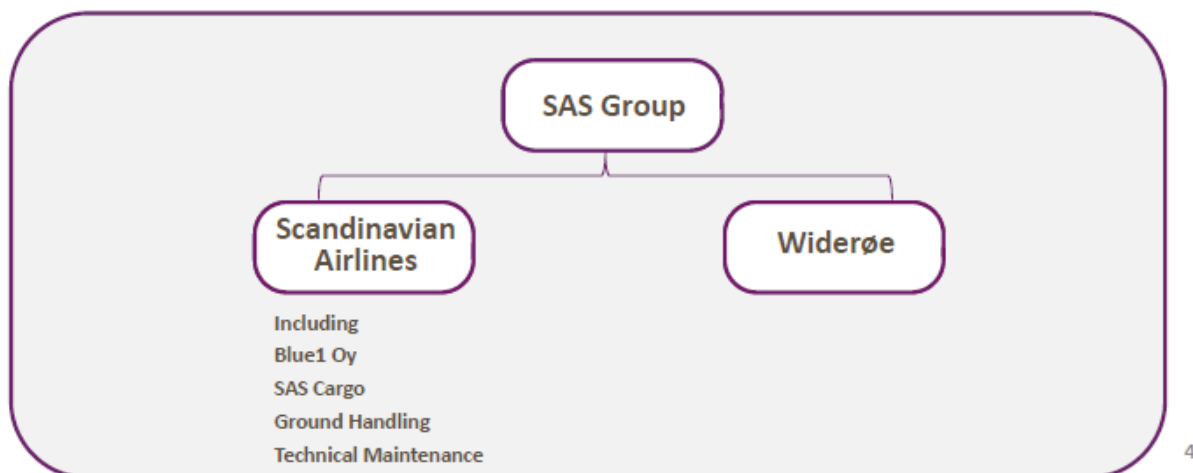 SAS Group
Scandinavian
Airlines
Widerøe
Including
Blue1 Oy
SAS Cargo
Ground Handling
Technical Maintenance
4